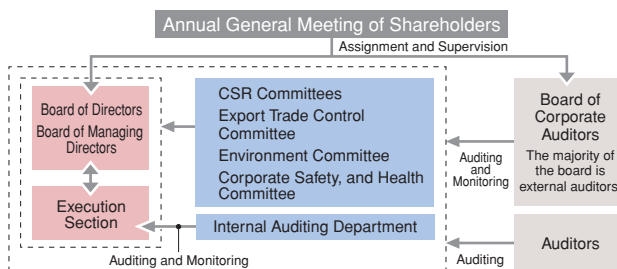 Annual General Meeting of Shareholders
Assignment and Supervision
Board of Directors
Board of Managing
Directors
Execution
Section
CSR Committees
Export Trade Control
Committee
Environment Committee
Corporate Safety, and Health
Committee
Internal Auditing Department
Auditing and Monitoring
Board of
Corporate
Auditors
The majority of
the board is
external auditors
Auditing
and
Monitoring
Auditors
Auditing